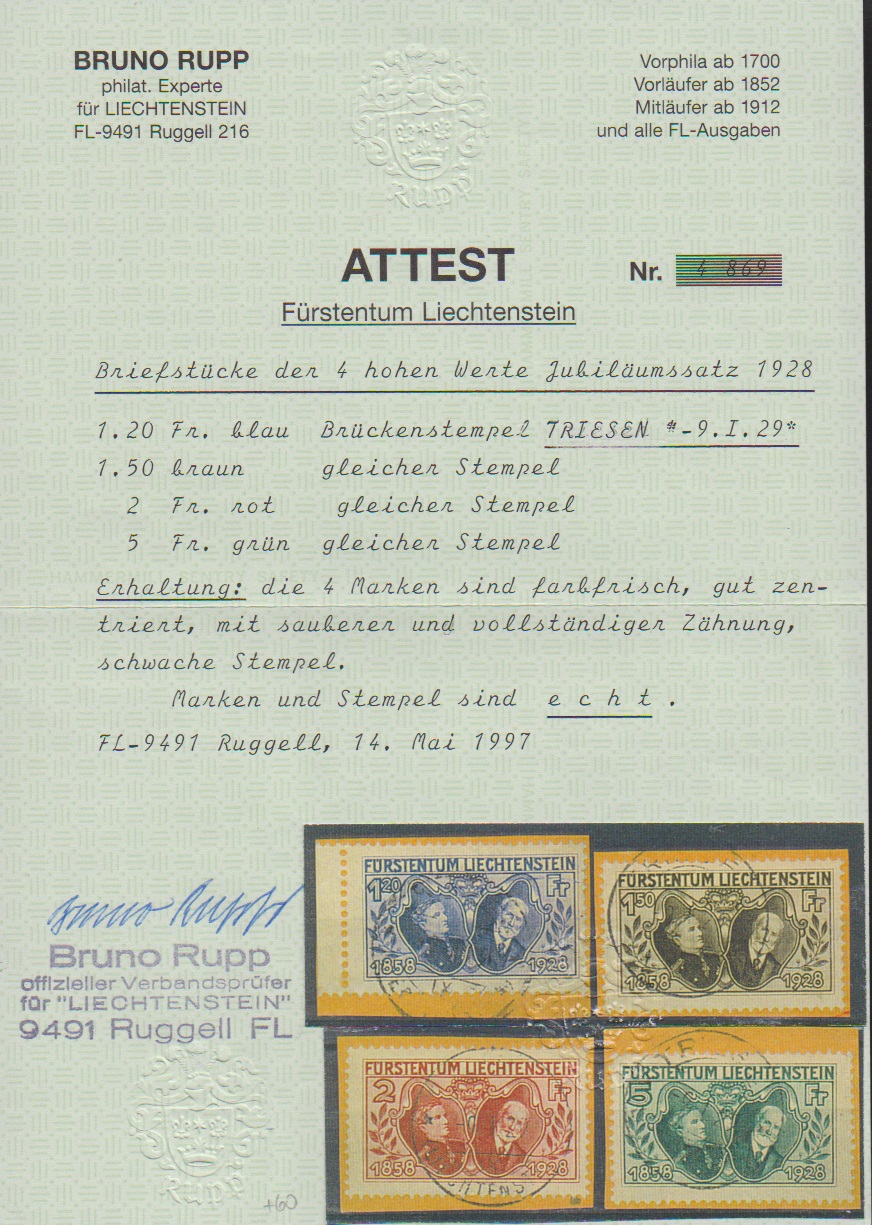 BRUNO RUPP
philat. Experte
für LIECHTENSTEIN
FL-9491 Ruggell 216
Vorphila ab 1700
Vorläufer ab 1852
Mitläufer ab 1912
und alle FL-Ausgaben
Rupp
ATTEST
Nr. 4 869
Fürstentum Liechtenstein
Briefstücke der 4 hohen Werte Jubiläumssatz 1928
1.20 Fr. blau Brückenstempel TRIESEN *-9.I.29*
1.50 braun gleicher Stempel
2 Fr. rot gleicher Stempel
5 Fr. grün gleicher Stempel
Erhaltung: die 4 Marken sind farbfrisch, gut zen-
triert, mit sauberer und vollständiger Zähnung,
schwache Stempel.
Marken und Stempel sind e c h t .
FL-9491 Ruggell, 14. Mai 1997
Bruno Rupp
Bruno Rupp
offizieller Verbandsprüfer
für "LIECHTENSTEIN"
9491 Ruggell FL
Rupp
+60
FÜRSTENTUM LIECHTENSTEIN
1 20 Fr
1858 1928
FÜRSTENTUM LIECHTENSTEIN
1 50 Fr
1858 1928
FÜRSTENTUM LIECHTENSTEIN
2 Fr
1858 1928
FÜRSTENTUM LIECHTENSTEIN
5 Fr
1858 1928